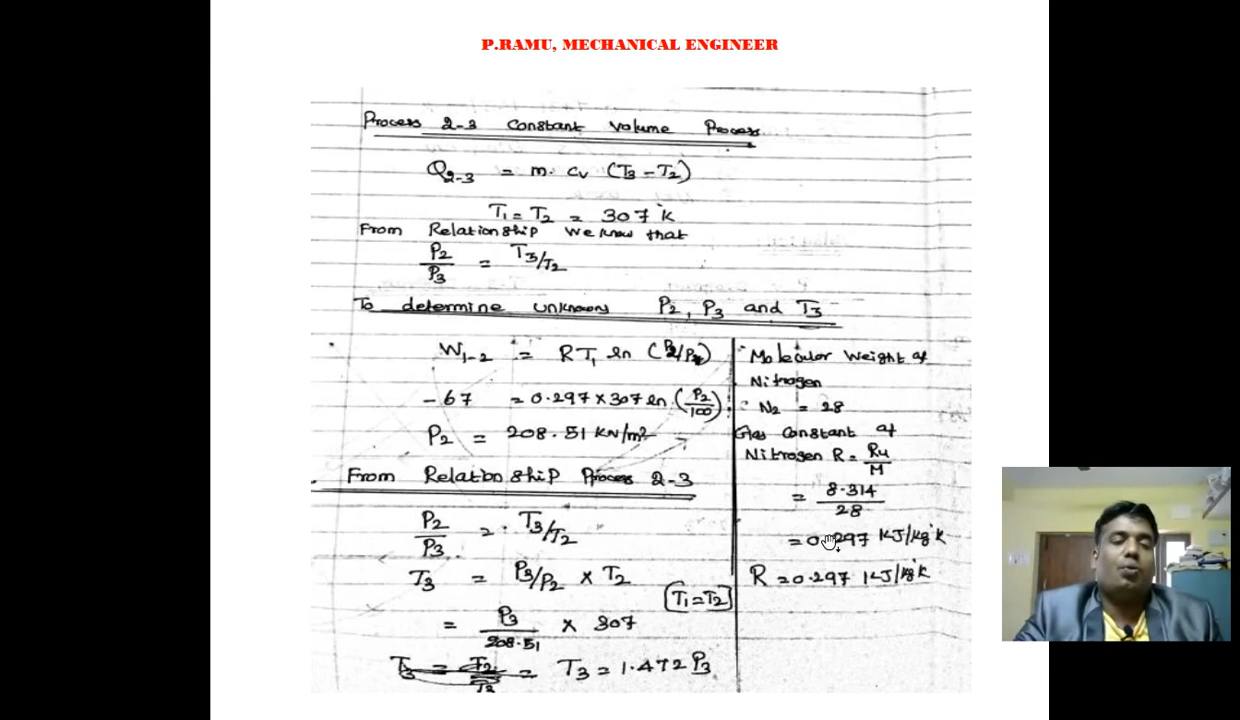 P.RAMU, MECHANICAL ENGINEER
Process 2-3 Constant Volume Process
Q2-3 = m. Cv (T3 - T2)
T1 = T2 = 307°K
From Relationship We know that
P2/P3 = T3/T2
To determine unknowns P2, P3 and T3
W1-2 = RT1 ln (P2/P1)
-67 = 0.297 × 307 ln (P2/100)
P2 = 208.51 KN/m²
From Relationship Process 2-3
P2/P3 = T3/T2
T3 = P3/P2 × T2
[T1 = T2]
= P3/208.51 × 307
T3 = T2/T3 = T3 = 1.472 P3
Molecular Weight of
Nitrogen
N2 = 28
Gas Constant of
Nitrogen R = Ru/M
= 8.314/28
= 0.297 KJ/kg°K
R = 0.297 KJ/kg°K